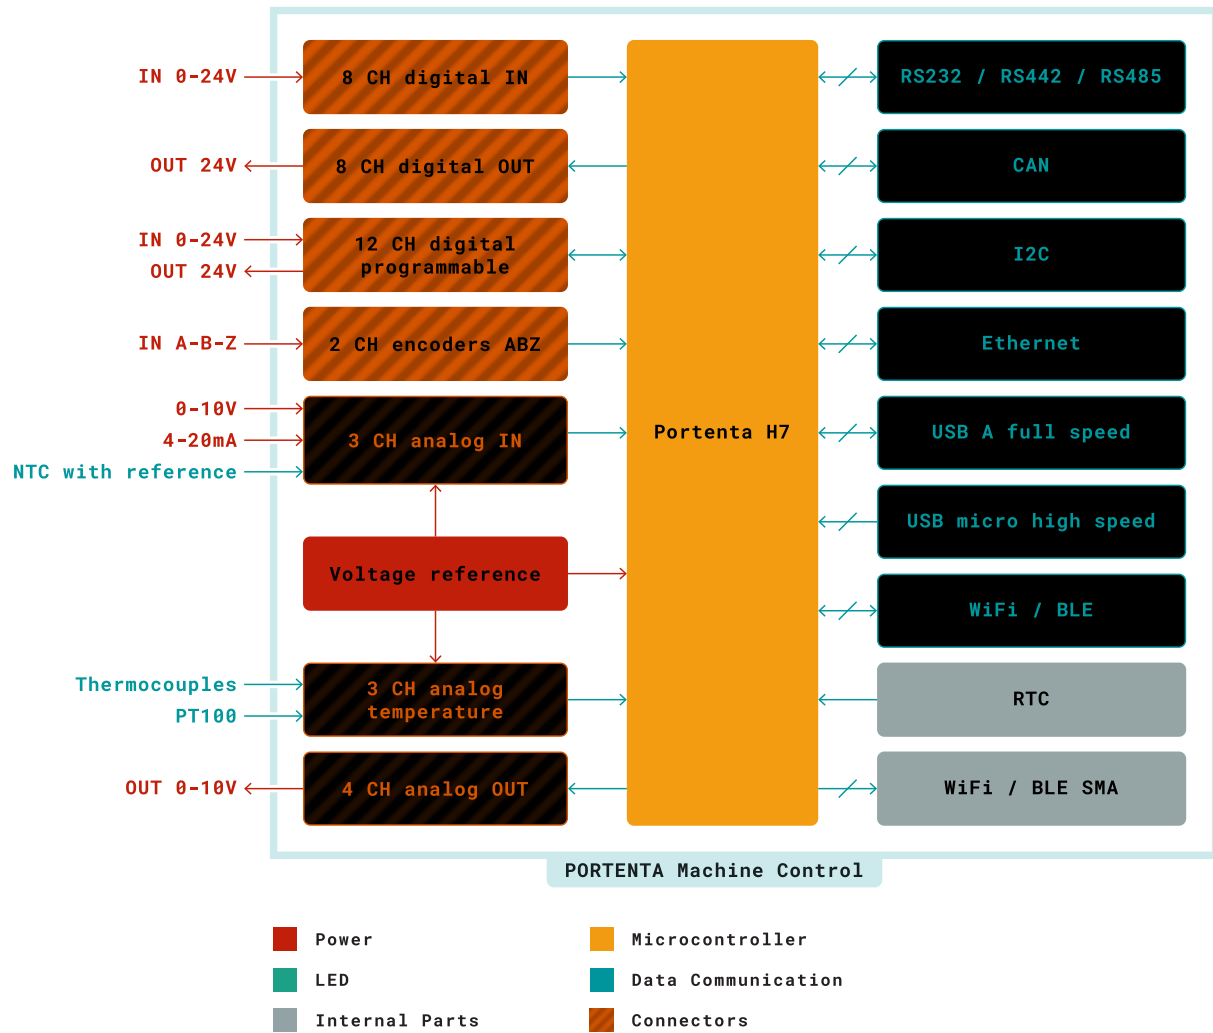 IN 0-24V
8 CH digital IN
RS232 / RS442 / RS485
OUT 24V
8 CH digital OUT
CAN
IN 0-24V
OUT 24V
12 CH digital
programmable
I2C
IN A-B-Z
2 CH encoders ABZ
Ethernet
0-10V
4-20mA
NTC with reference
3 CH analog IN
Portenta H7
USB A full speed
USB micro high speed
Voltage reference
WiFi / BLE
Thermocouples
PT100
3 CH analog
temperature
RTC
OUT 0-10V
4 CH analog OUT
WiFi / BLE SMA
PORTENTA Machine Control
Power
Microcontroller
LED
Data Communication
Internal Parts
Connectors